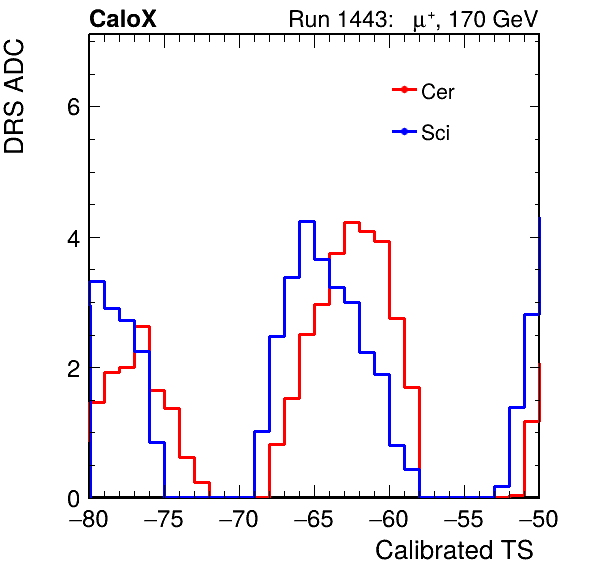 CaloX Run 1443: μ⁺, 170 GeV
DRS ADC
Cer
Sci
6
4
2
0
−80 −75 −70 −65 −60 −55 −50
Calibrated TS